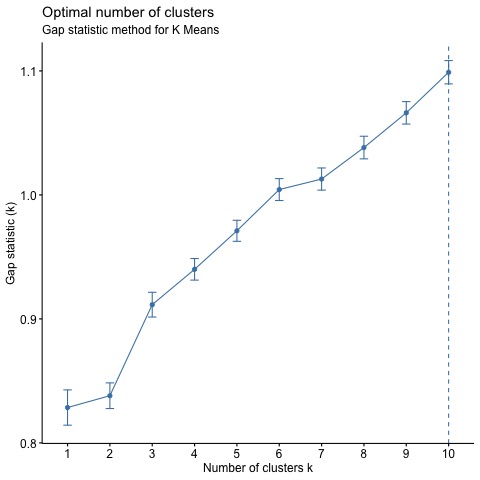 Optimal number of clusters
Gap statistic method for K Means
1.1
1.0
0.9
0.8
Gap statistic (k)
1 2 3 4 5 6 7 8 9 10
Number of clusters k